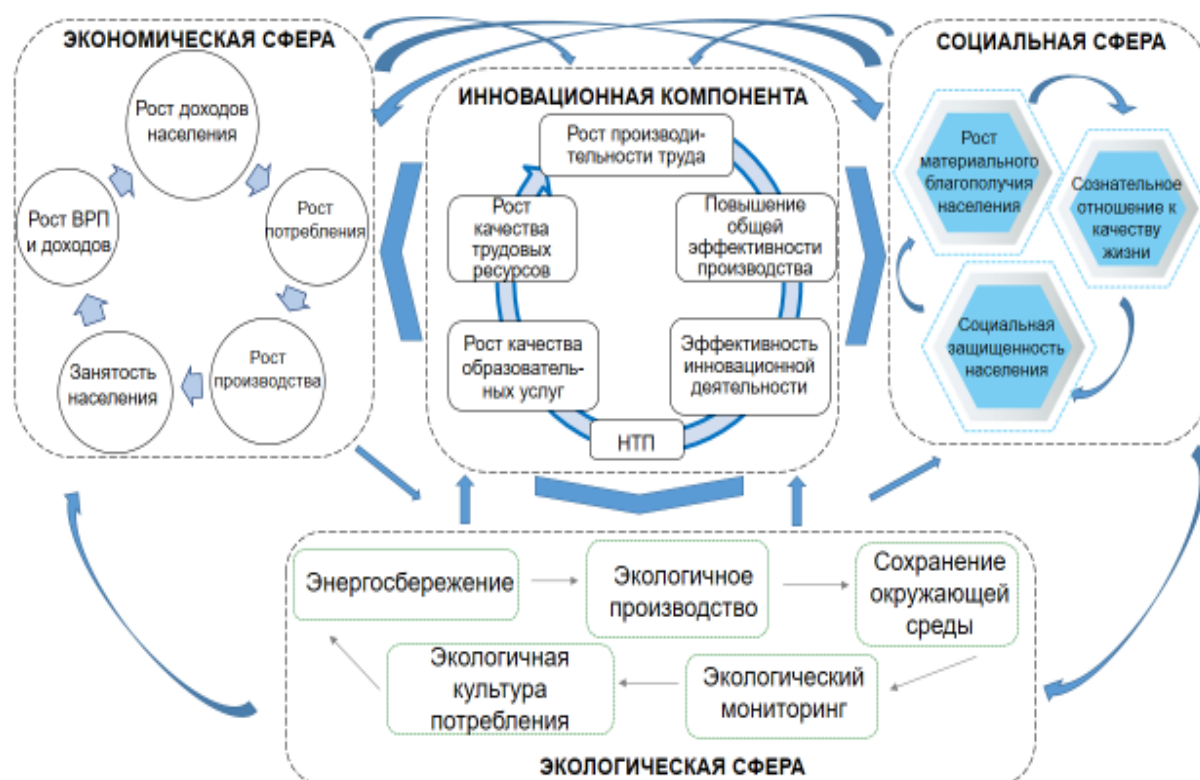 ЭКОНОМИЧЕСКАЯ СФЕРА
Рост доходов
населения
Рост
потребления
Рост
производства
Занятость
населения
Рост ВРП
и доходов
ИННОВАЦИОННАЯ КОМПОНЕНТА
Рост производи-
тельности труда
Повышение
общей
эффективности
производства
Эффективность
инновационной
деятельности
НТП
Рост качества
образователь-
ных услуг
Рост
качества
трудовых
ресурсов
СОЦИАЛЬНАЯ СФЕРА
Рост
материального
благополучия
населения
Сознательное
отношение к
качеству
жизни
Социальная
защищенность
населения
Энергосбережение
Экологичное
производство
Сохранение
окружающей
среды
Экологический
мониторинг
Экологичная
культура
потребления
ЭКОЛОГИЧЕСКАЯ СФЕРА